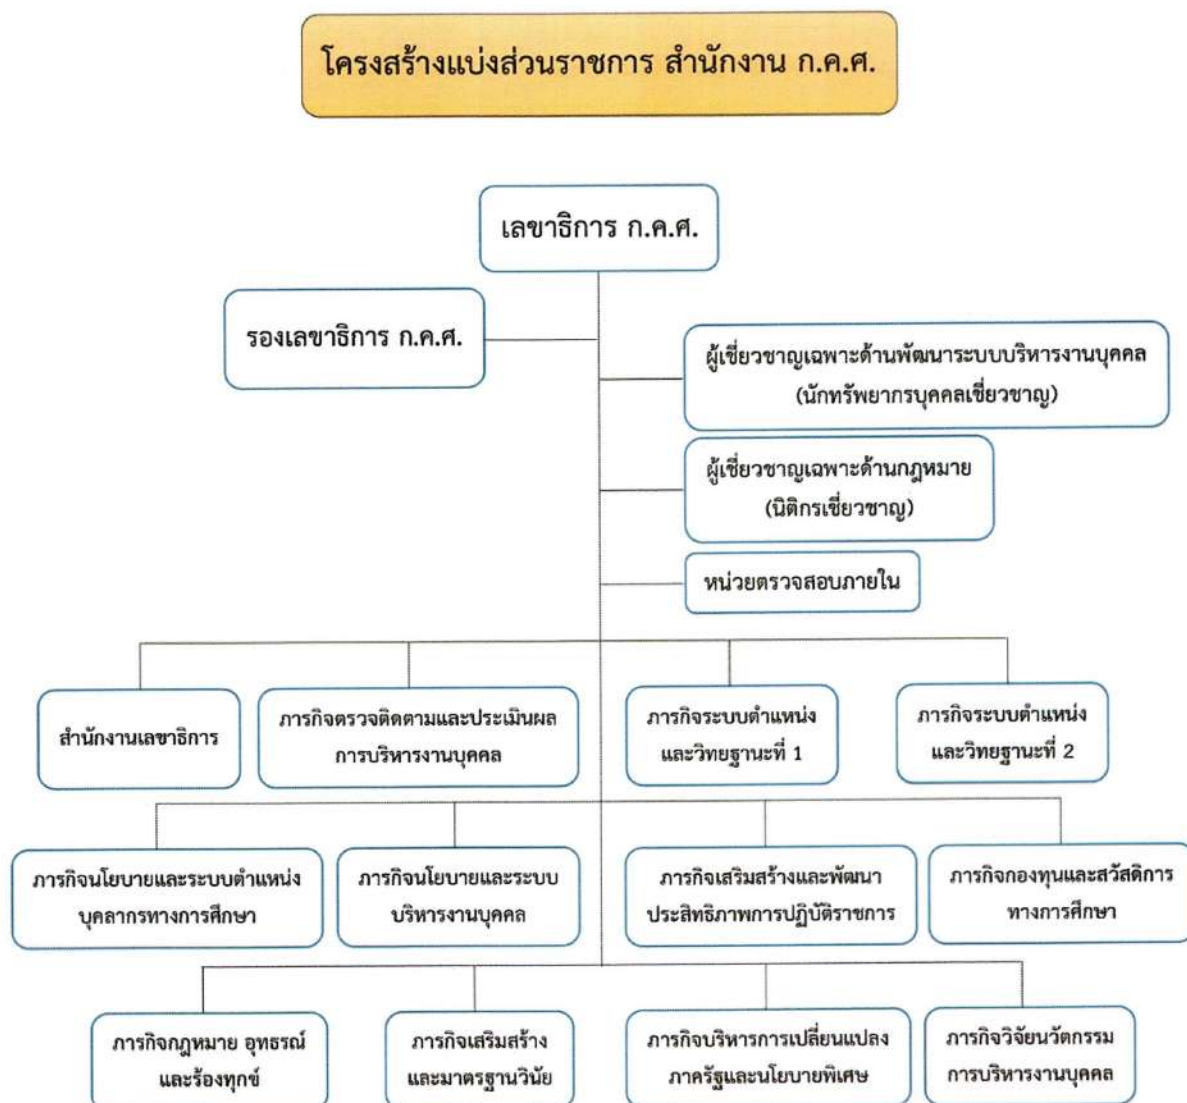 โครงสร้างแบ่งส่วนราชการ สำนักงาน ก.ค.ศ.
เลขาธิการ ก.ค.ศ.
รองเลขาธิการ ก.ค.ศ.
ผู้เชี่ยวชาญเฉพาะด้านพัฒนาระบบบริหารงานบุคคล
(นักทรัพยากรบุคคลเชี่ยวชาญ)
ผู้เชี่ยวชาญเฉพาะด้านกฎหมาย
(นิติกรเชี่ยวชาญ)
หน่วยตรวจสอบภายใน
สำนักงานเลขาธิการ
ภารกิจตรวจติดตามและประเมินผล
การบริหารงานบุคคล
ภารกิจระบบตำแหน่ง
และวิทยฐานะที่ 1
ภารกิจระบบตำแหน่ง
และวิทยฐานะที่ 2
ภารกิจนโยบายและระบบตำแหน่ง
บุคลากรทางการศึกษา
ภารกิจนโยบายและระบบ
บริหารงานบุคคล
ภารกิจเสริมสร้างและพัฒนา
ประสิทธิภาพการปฏิบัติราชการ
ภารกิจกองทุนและสวัสดิการ
ทางการศึกษา
ภารกิจกฎหมาย อุทธรณ์
และร้องทุกข์
ภารกิจเสริมสร้าง
และมาตรฐานวินัย
ภารกิจบริหารการเปลี่ยนแปลง
ภาครัฐและนโยบายพิเศษ
ภารกิจวิจัยนวัตกรรม
การบริหารงานบุคคล